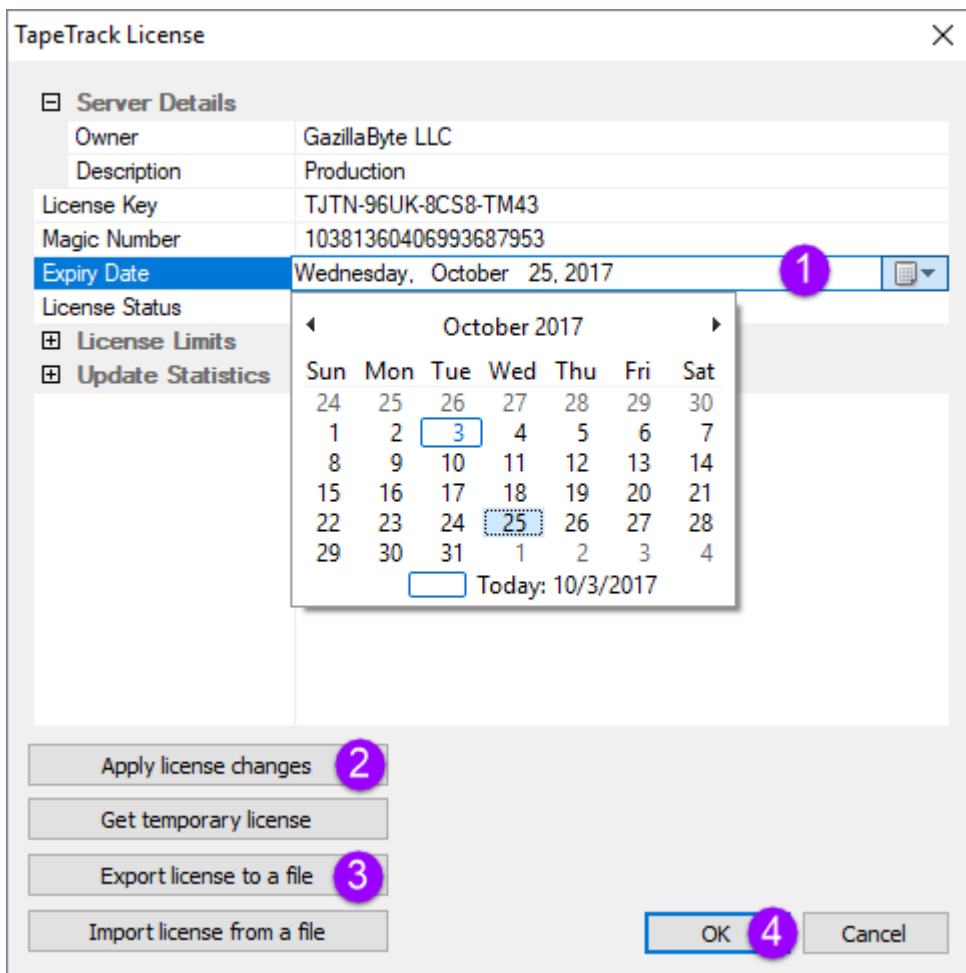 TapeTrack License
Server Details
Owner GazillaByte LLC
Description Production
License Key TJTN-96UK-8CS8-TM43
Magic Number 10381360406993687953
Expiry Date Wednesday, October 25, 2017 1
License Status
License Limits
Update Statistics
October 2017
Sun Mon Tue Wed Thu Fri Sat
24 25 26 27 28 29 30
1 2 3 4 5 6 7
8 9 10 11 12 13 14
15 16 17 18 19 20 21
22 23 24 25 26 27 28
29 30 31 1 2 3 4
Today: 10/3/2017
Apply license changes 2
Get temporary license
Export license to a file 3
Import license from a file
OK 4 Cancel